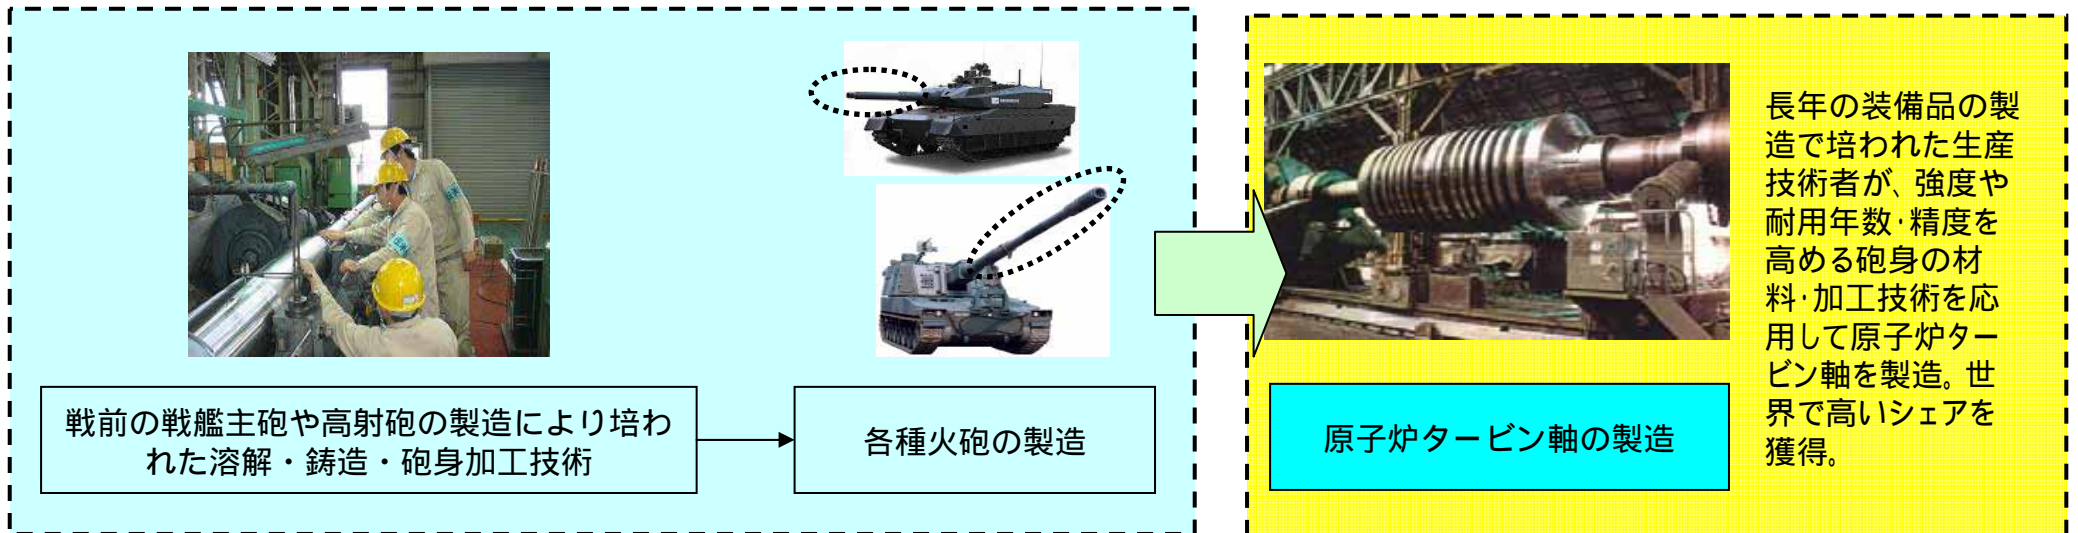 戦前の戦艦主砲や高射砲の製造により培わ
れた溶解・鋳造・砲身加工技術
各種火砲の製造
原子炉タービン軸の製造
長年の装備品の製
造で培われた生産
技術者が、強度や
耐用年数・精度を
高める砲身の材
料・加工技術を応
用して原子炉ター
ビン軸を製造。世
界で高いシェアを
獲得。